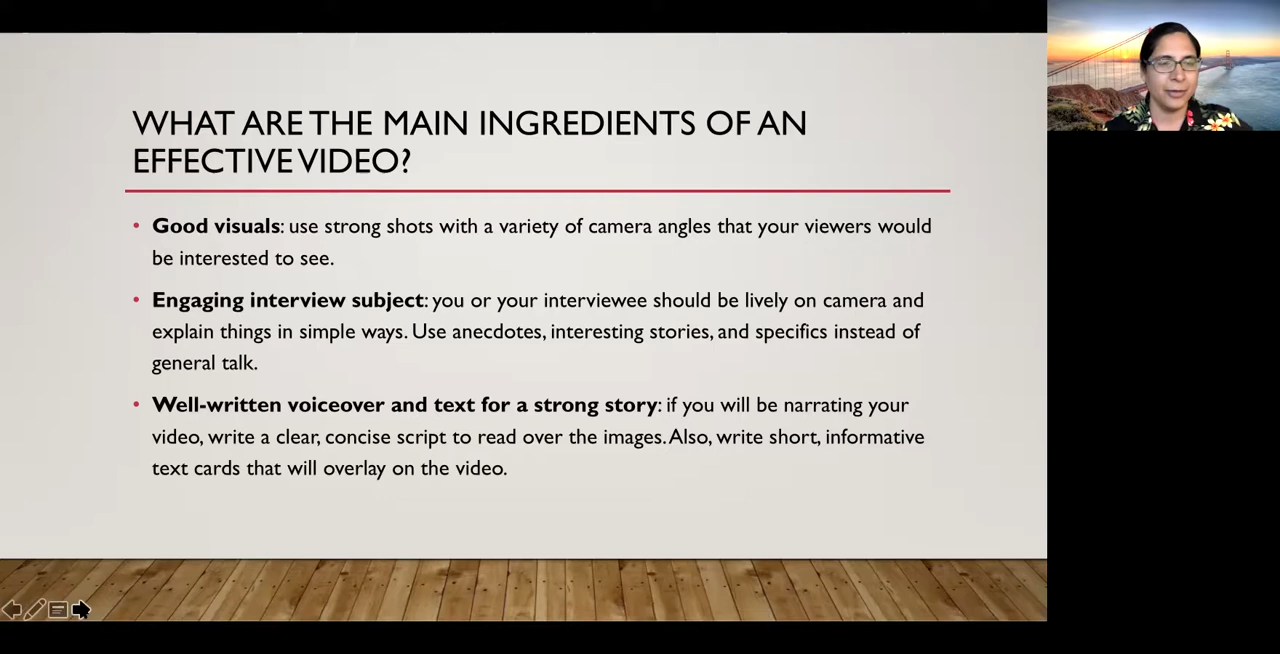 WHAT ARE THE MAIN INGREDIENTS OF AN
EFFECTIVE VIDEO?
• Good visuals: use strong shots with a variety of camera angles that your viewers would
be interested to see.
• Engaging interview subject: you or your interviewee should be lively on camera and
explain things in simple ways. Use anecdotes, interesting stories, and specifics instead of
general talk.
• Well-written voiceover and text for a strong story: if you will be narrating your
video, write a clear, concise script to read over the images. Also, write short, informative
text cards that will overlay on the video.